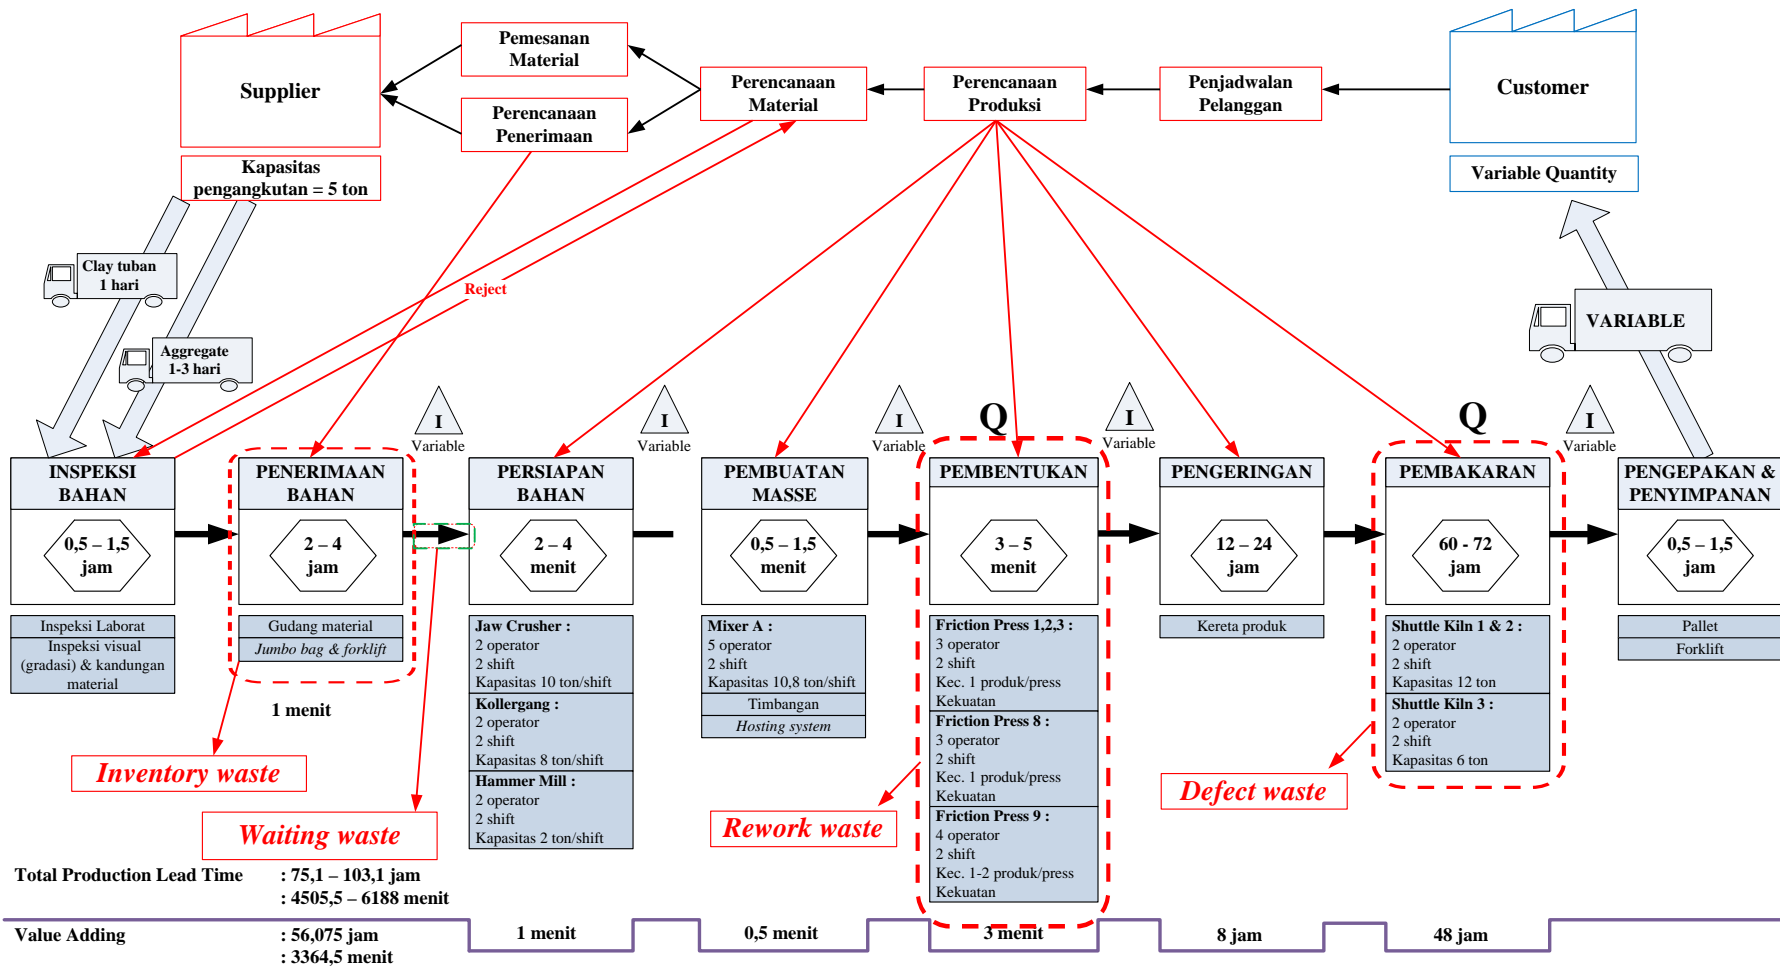 Supplier
Kapasitas
pengangkutan = 5 ton
Pemesanan
Material
Perencanaan
Penerimaan
Perencanaan
Material
Perencanaan
Produksi
Penjadwalan
Pelanggan
Customer
Variable Quantity
Clay tuban
1 hari
Aggregate
1-3 hari
Reject
VARIABLE
I
Variable
I
Variable
I
Variable
Q
I
Variable
Q
I
Variable
INSPEKSI
BAHAN
0,5 – 1,5
jam
Inspeksi Laborat
Inspeksi visual
(gradasi) & kandungan
material
PENERIMAAN
BAHAN
2 – 4
jam
Gudang material
Jumbo bag & forklift
1 menit
PERSIAPAN
BAHAN
2 – 4
menit
Jaw Crusher :
2 operator
2 shift
Kapasitas 10 ton/shift
Kollergang :
2 operator
2 shift
Kapasitas 8 ton/shift
Hammer Mill :
2 operator
2 shift
Kapasitas 2 ton/shift
PEMBUATAN
MASSE
0,5 – 1,5
menit
Mixer A :
5 operator
2 shift
Kapasitas 10,8 ton/shift
Timbangan
Hosting system
PEMBENTUKAN
3 – 5
menit
Friction Press 1,2,3 :
3 operator
2 shift
Kec. 1 produk/press
Kekuatan
Friction Press 8 :
3 operator
2 shift
Kec. 1 produk/press
Kekuatan
Friction Press 9 :
4 operator
2 shift
Kec. 1-2 produk/press
Kekuatan
PENGERINGAN
12 – 24
jam
Kereta produk
PEMBAKARAN
60 - 72
jam
Shuttle Kiln 1 & 2 :
2 operator
2 shift
Kapasitas 12 ton
Shuttle Kiln 3 :
2 operator
2 shift
Kapasitas 6 ton
PENGEPAKAN &
PENYIMPANAN
0,5 – 1,5
jam
Pallet
Forklift
Inventory waste
Waiting waste
Rework waste
Defect waste
Total Production Lead Time : 75,1 – 103,1 jam
: 4505,5 – 6188 menit
Value Adding : 56,075 jam
: 3364,5 menit
1 menit
0,5 menit
3 menit
8 jam
48 jam